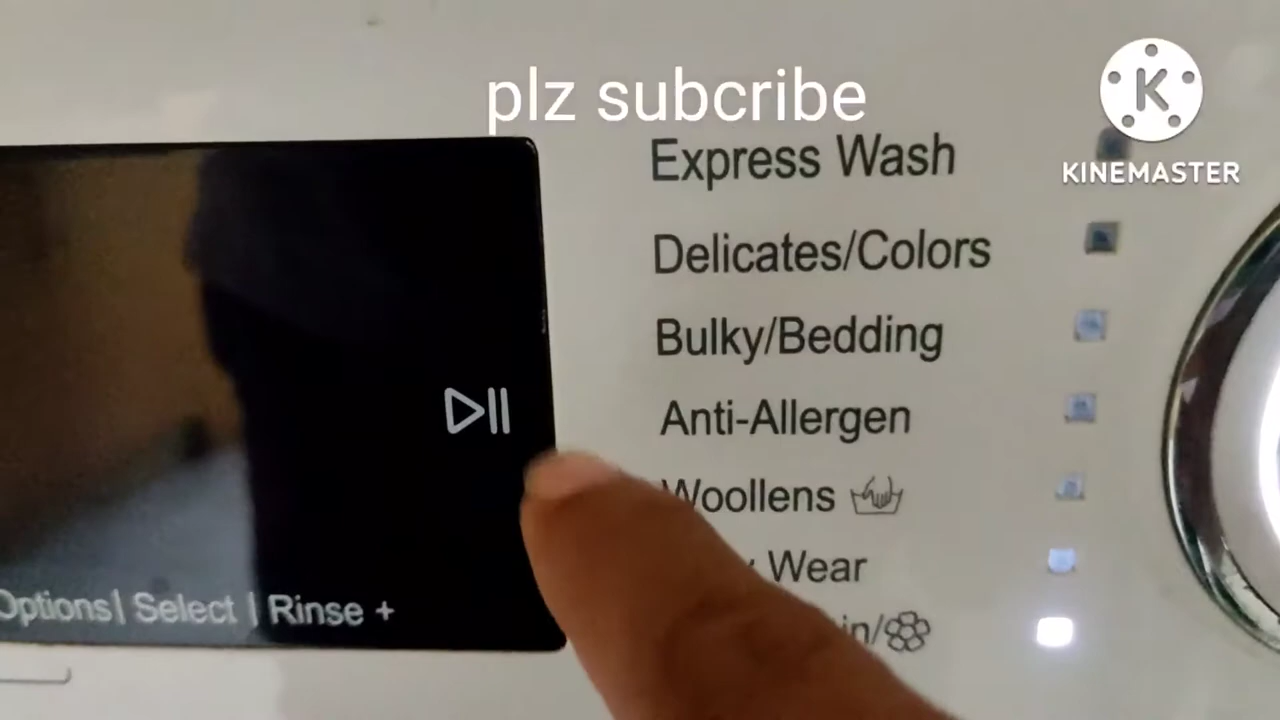 plz subcribe
KINEMASTER
Express Wash
Delicates/Colors
Bulky/Bedding
Anti-Allergen
Woollens
Wear
Options| Select | Rinse +